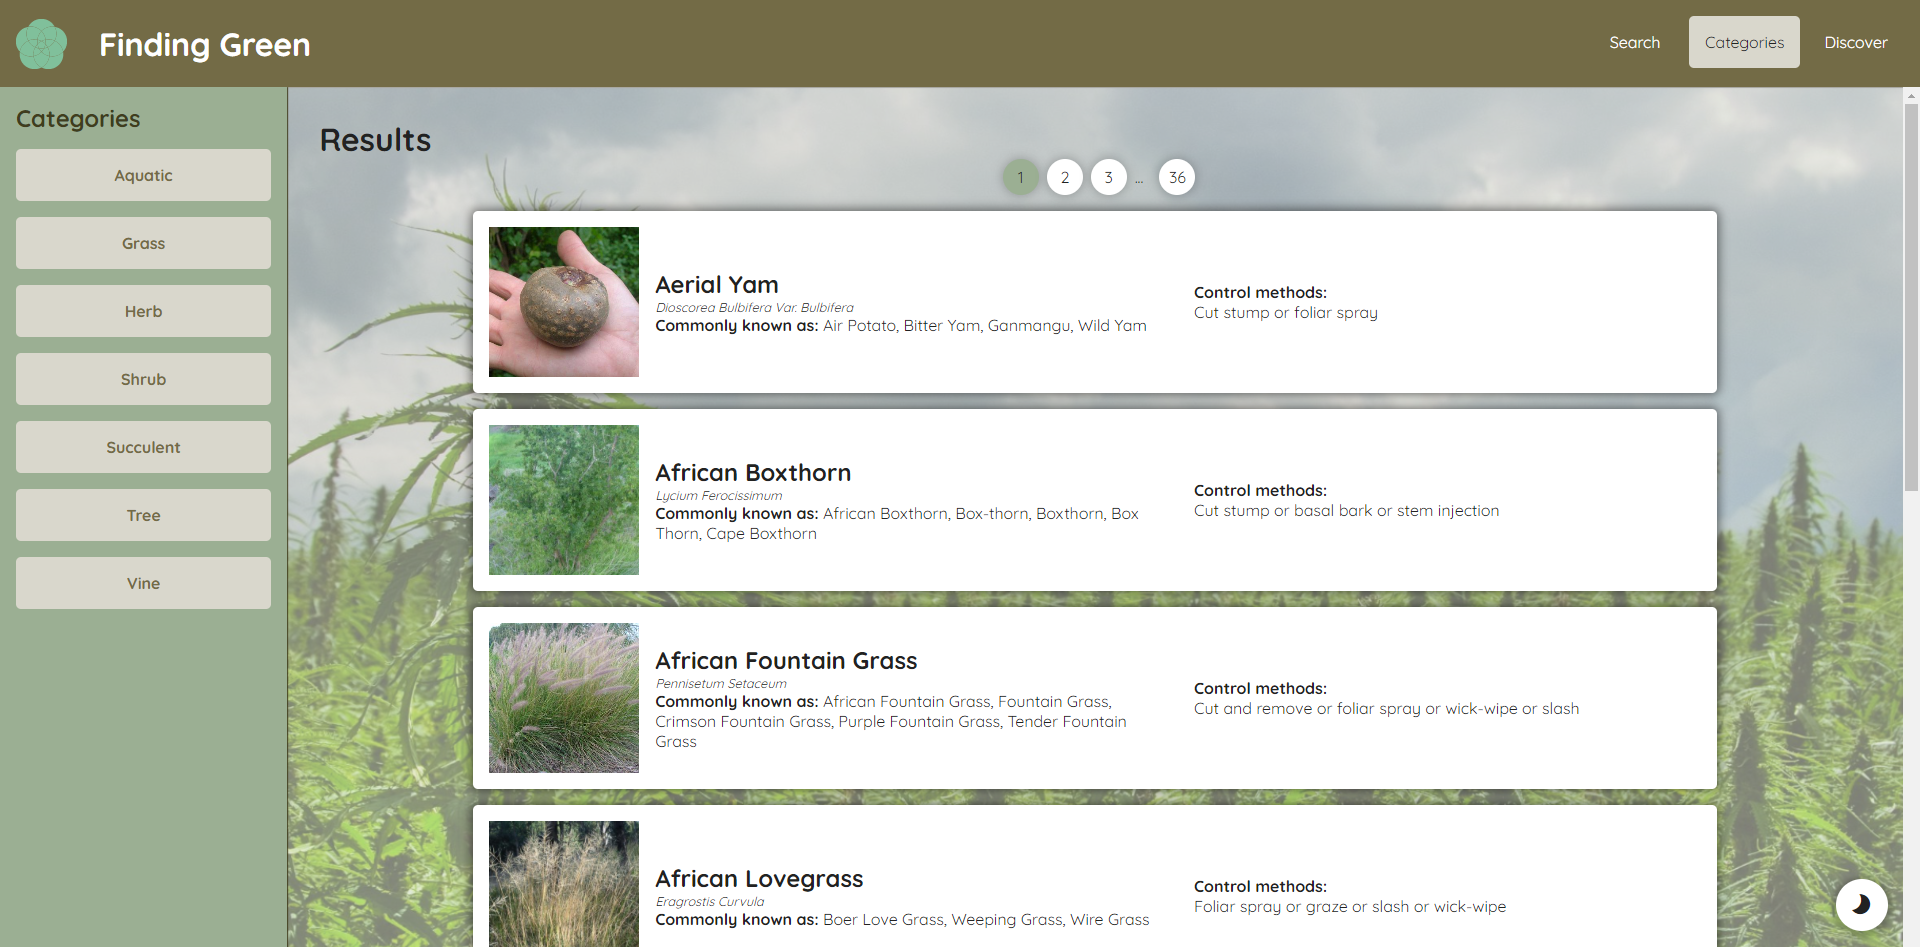 Finding Green
Search
Categories
Discover
Categories
Aquatic
Grass
Herb
Shrub
Succulent
Tree
Vine
Results
1 2 3 ... 36
Aerial Yam
Dioscorea Bulbifera Var. Bulbifera
Commonly known as: Air Potato, Bitter Yam, Ganmangu, Wild Yam
Control methods:
Cut stump or foliar spray
African Boxthorn
Lycium Ferocissimum
Commonly known as: African Boxthorn, Box-thorn, Boxthorn, Box
Thorn, Cape Boxthorn
Control methods:
Cut stump or basal bark or stem injection
African Fountain Grass
Pennisetum Setaceum
Commonly known as: African Fountain Grass, Fountain Grass,
Crimson Fountain Grass, Purple Fountain Grass, Tender Fountain
Grass
Control methods:
Cut and remove or foliar spray or wick-wipe or slash
African Lovegrass
Eragrostis Curvula
Commonly known as: Boer Love Grass, Weeping Grass, Wire Grass
Control methods:
Foliar spray or graze or slash or wick-wipe